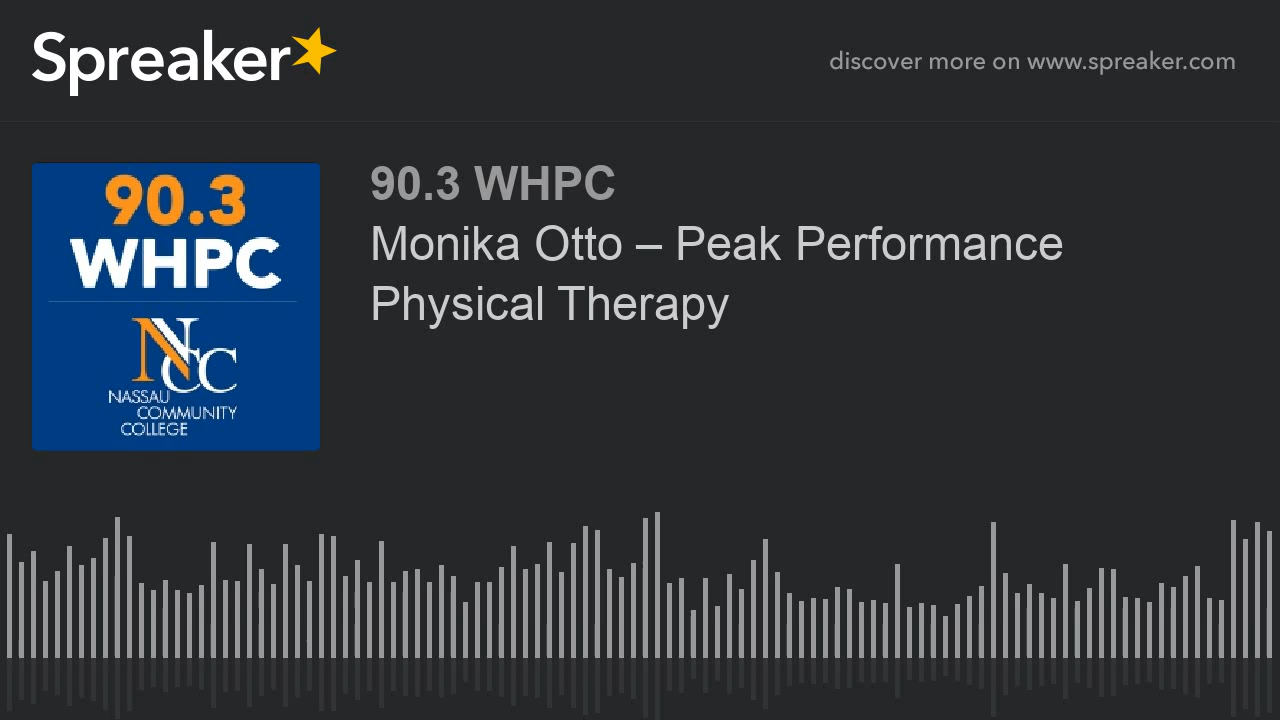 Spreaker
discover more on www.spreaker.com
90.3
WHPC
NCC
NASSAU
COMMUNITY
COLLEGE
90.3 WHPC
Monika Otto – Peak Performance
Physical Therapy